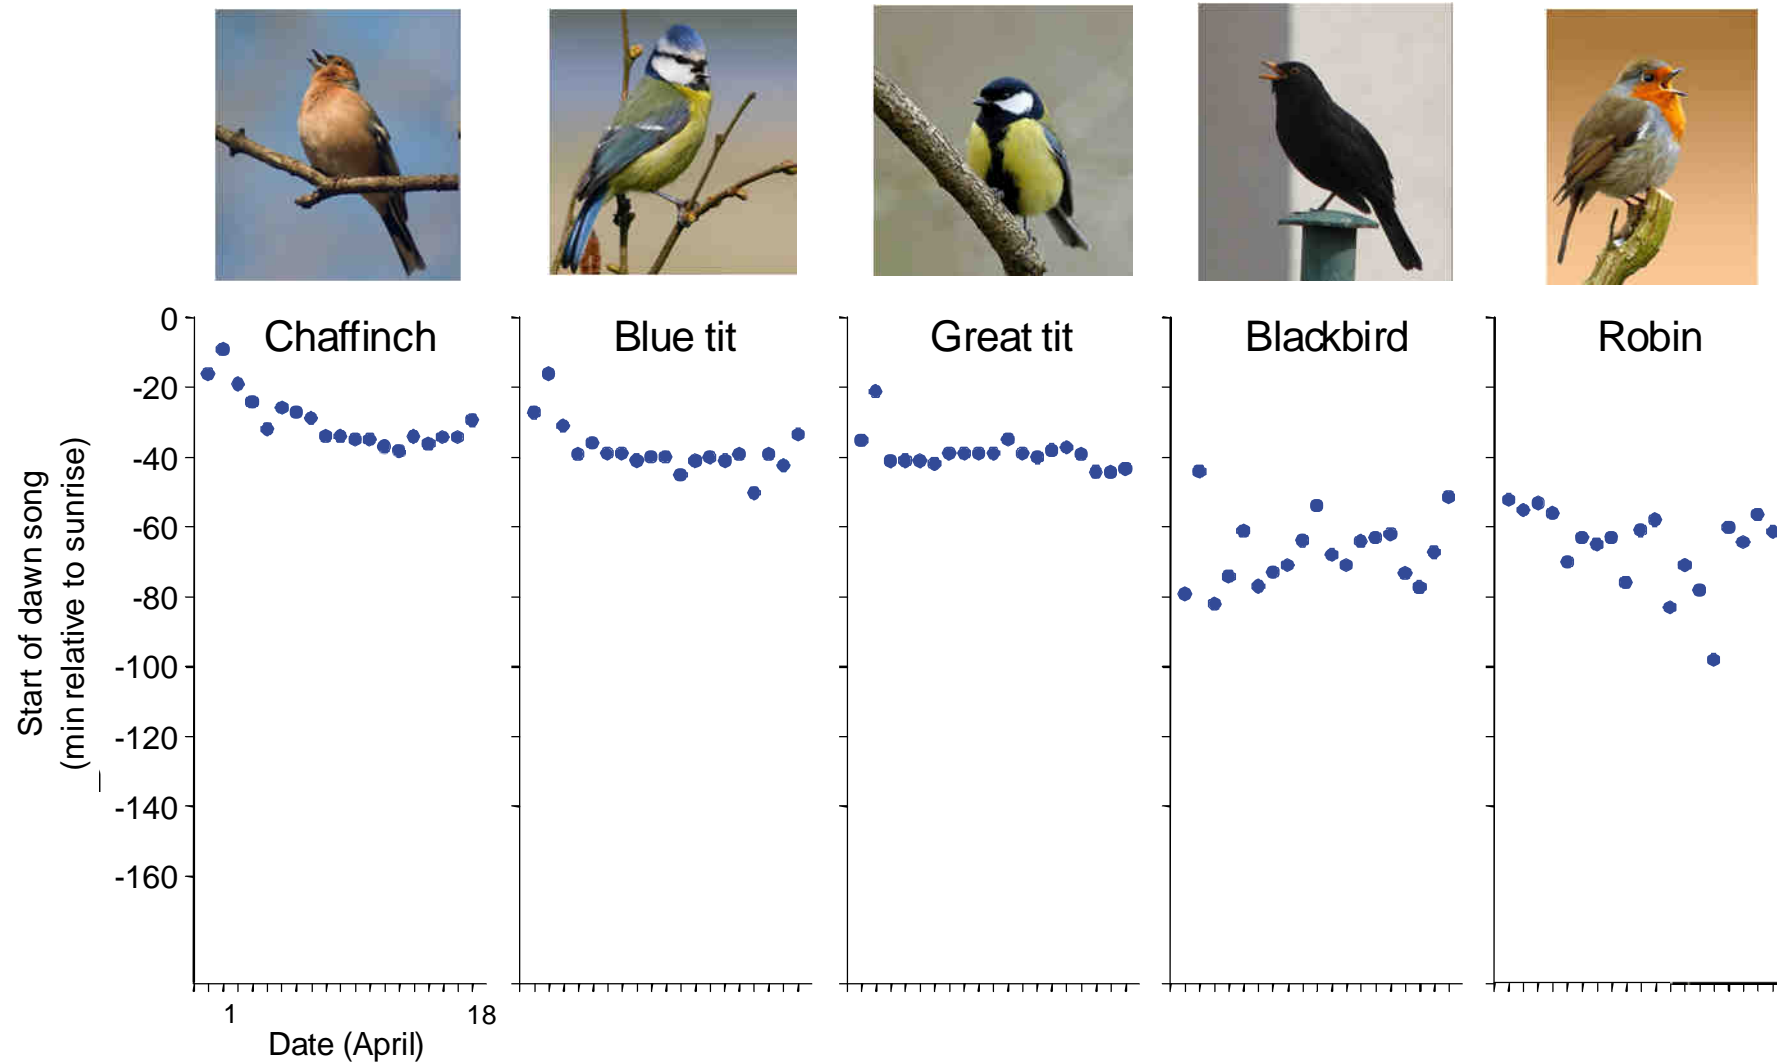 Chaffinch
Blue tit
Great tit
Blackbird
Robin
0
-20
-40
-60
-80
-100
-120
-140
-160
Start of dawn song
(min relative to sunrise)
1
18
Date (April)